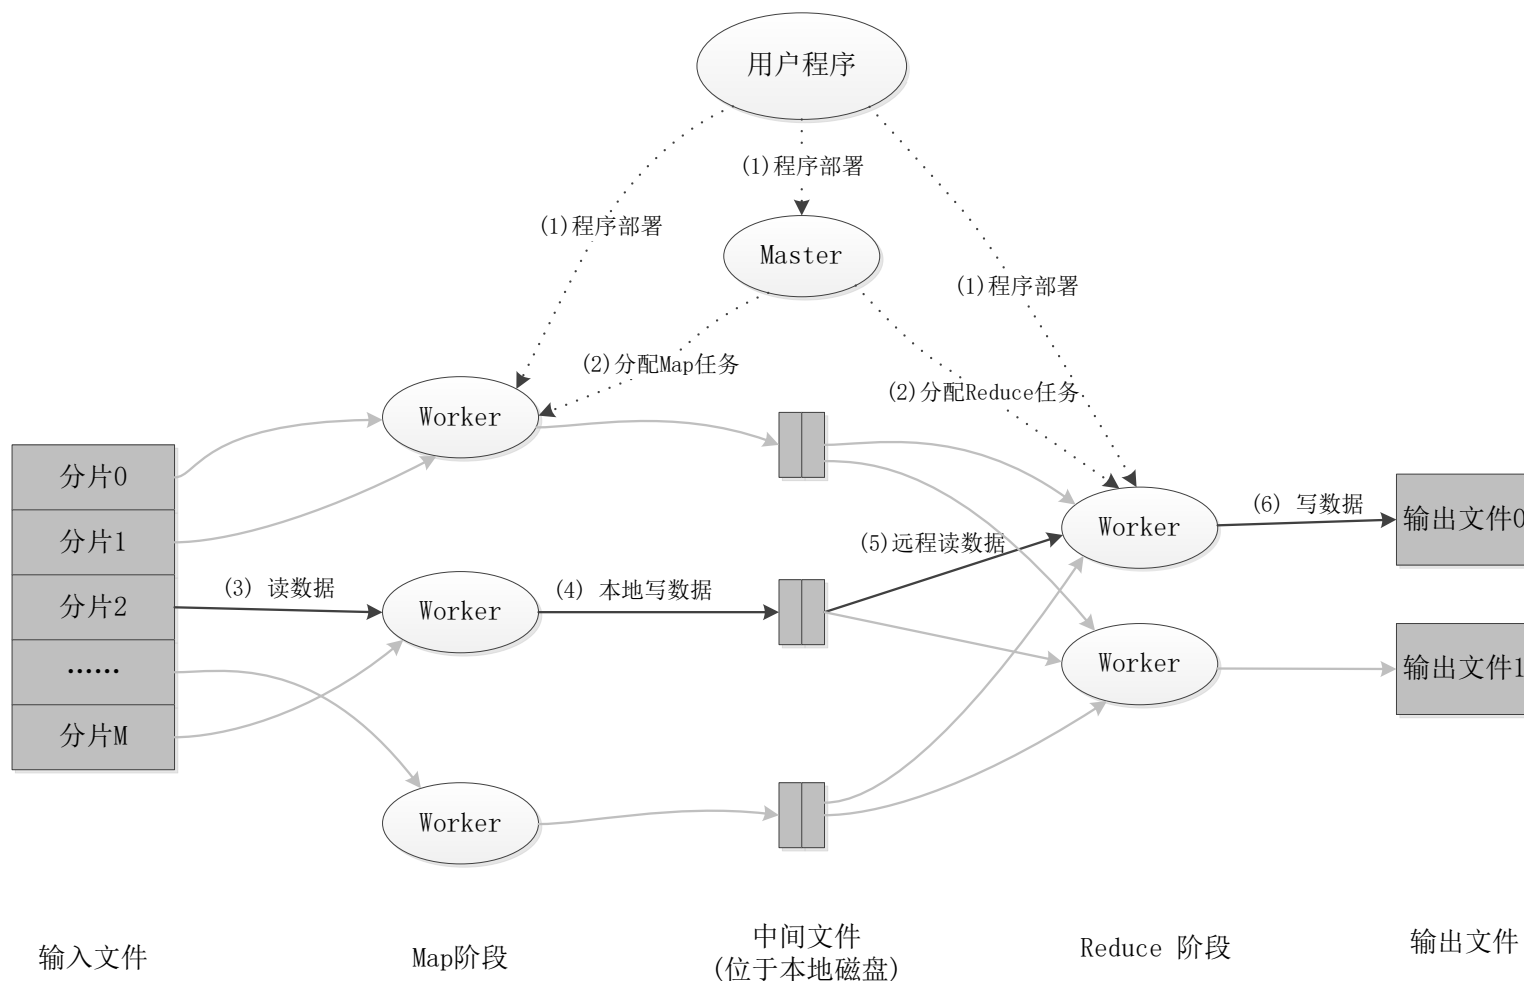 用户程序
(1)程序部署
(1)程序部署
Master
(1)程序部署
(2)分配Map任务
(2)分配Reduce任务
Worker
分片0
分片1
分片2
······
分片M
(3) 读数据
Worker
(4) 本地写数据
(5)远程读数据
Worker
(6) 写数据
输出文件0
Worker
输出文件1
Worker
输入文件
Map阶段
中间文件
(位于本地磁盘)
Reduce 阶段
输出文件